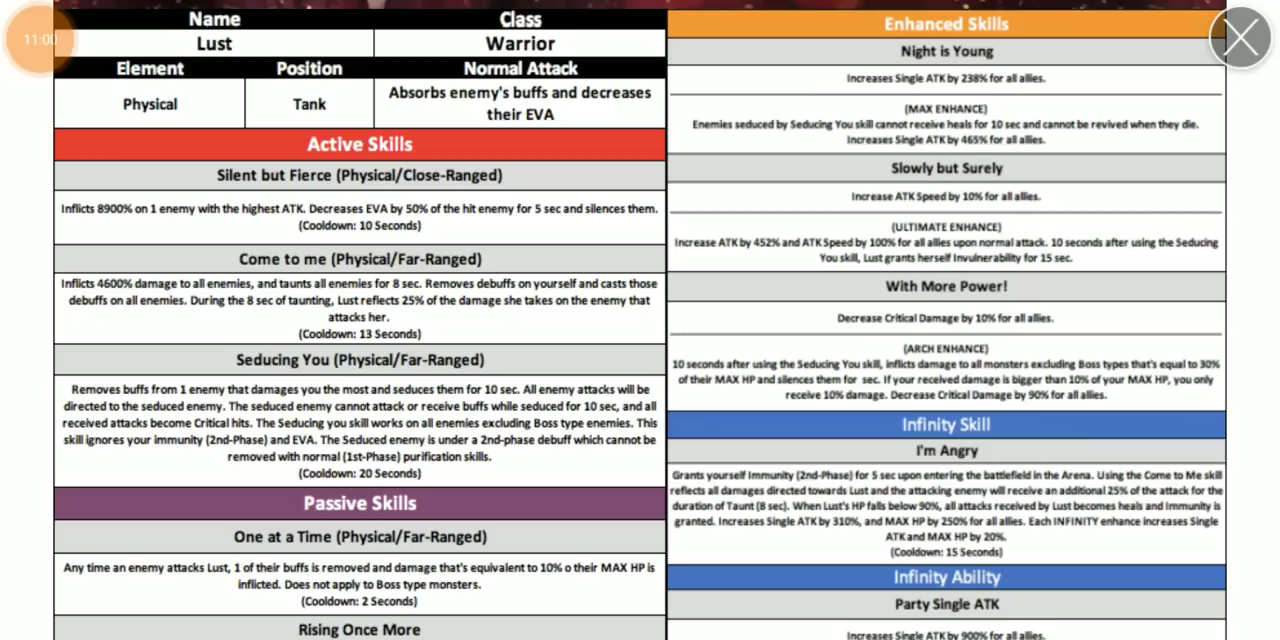 11:00
Name Class
Lust Warrior
Element Position Normal Attack
Physical Tank Absorbs enemy's buffs and decreases
their EVA
Active Skills
Silent but Fierce (Physical/Close-Ranged)
Inflicts 8900% on 1 enemy with the highest ATK. Decreases EVA by 50% of the hit enemy for 5 sec and silences them.
(Cooldown: 10 Seconds)
Come to me (Physical/Far-Ranged)
Inflicts 4600% damage to all enemies, and taunts all enemies for 8 sec. Removes debuffs on yourself and casts those
debuffs on all enemies. During the 8 sec of taunting, Lust reflects 25% of the damage she takes on the enemy that
attacks her.
(Cooldown: 13 Seconds)
Seducing You (Physical/Far-Ranged)
Removes buffs from 1 enemy that damages you the most and seduces them for 10 sec. All enemy attacks will be
directed to the seduced enemy. The seduced enemy cannot attack or receive buffs while seduced for 10 sec, and all
received attacks become Critical hits. The Seducing you skill works on all enemies excluding Boss type enemies. This
skill ignores your immunity (2nd-Phase) and EVA. The Seduced enemy is under a 2nd-phase debuff which cannot be
removed with normal (1st-Phase) purification skills.
(Cooldown: 20 Seconds)
Passive Skills
One at a Time (Physical/Far-Ranged)
Any time an enemy attacks Lust, 1 of their buffs is removed and damage that's equivalent to 10% o their MAX HP is
inflicted. Does not apply to Boss type monsters.
(Cooldown: 2 Seconds)
Rising Once More
Enhanced Skills
Night is Young
Increases Single ATK by 238% for all allies.
(MAX ENHANCE)
Enemies seduced by Seducing You skill cannot receive heals for 10 sec and cannot be revived when they die.
Increases Single ATK by 465% for all allies.
Slowly but Surely
Increase ATK Speed by 10% for all allies.
(ULTIMATE ENHANCE)
Increase ATK by 452% and ATK Speed by 100% for all allies upon normal attack. 10 seconds after using the Seducing
You skill, Lust grants herself Invulnerability for 15 sec.
With More Power!
Decrease Critical Damage by 10% for all allies.
(ARCH ENHANCE)
10 seconds after using the Seducing You skill, inflicts damage to all monsters excluding Boss types that's equal to 30%
of their MAX HP and silences them for sec. If your received damage is bigger than 10% of your MAX HP, you only
receive 10% damage. Decrease Critical Damage by 90% for all allies.
Infinity Skill
I'm Angry
Grants yourself Immunity (2nd-Phase) for 5 sec upon entering the battlefield in the Arena. Using the Come to Me skill
reflects all damages directed towards Lust and the attacking enemy will receive an additional 25% of the attack for the
duration of Taunt (8 sec). When Lust's HP falls below 90%, all attacks received by Lust becomes heals and Immunity is
granted. Increases Single ATK by 310%, and MAX HP by 250% for all allies. Each INFINITY enhance increases Single
ATK and MAX HP by 20%.
(Cooldown: 15 Seconds)
Infinity Ability
Party Single ATK
Increases Single ATK by 900% for all allies.